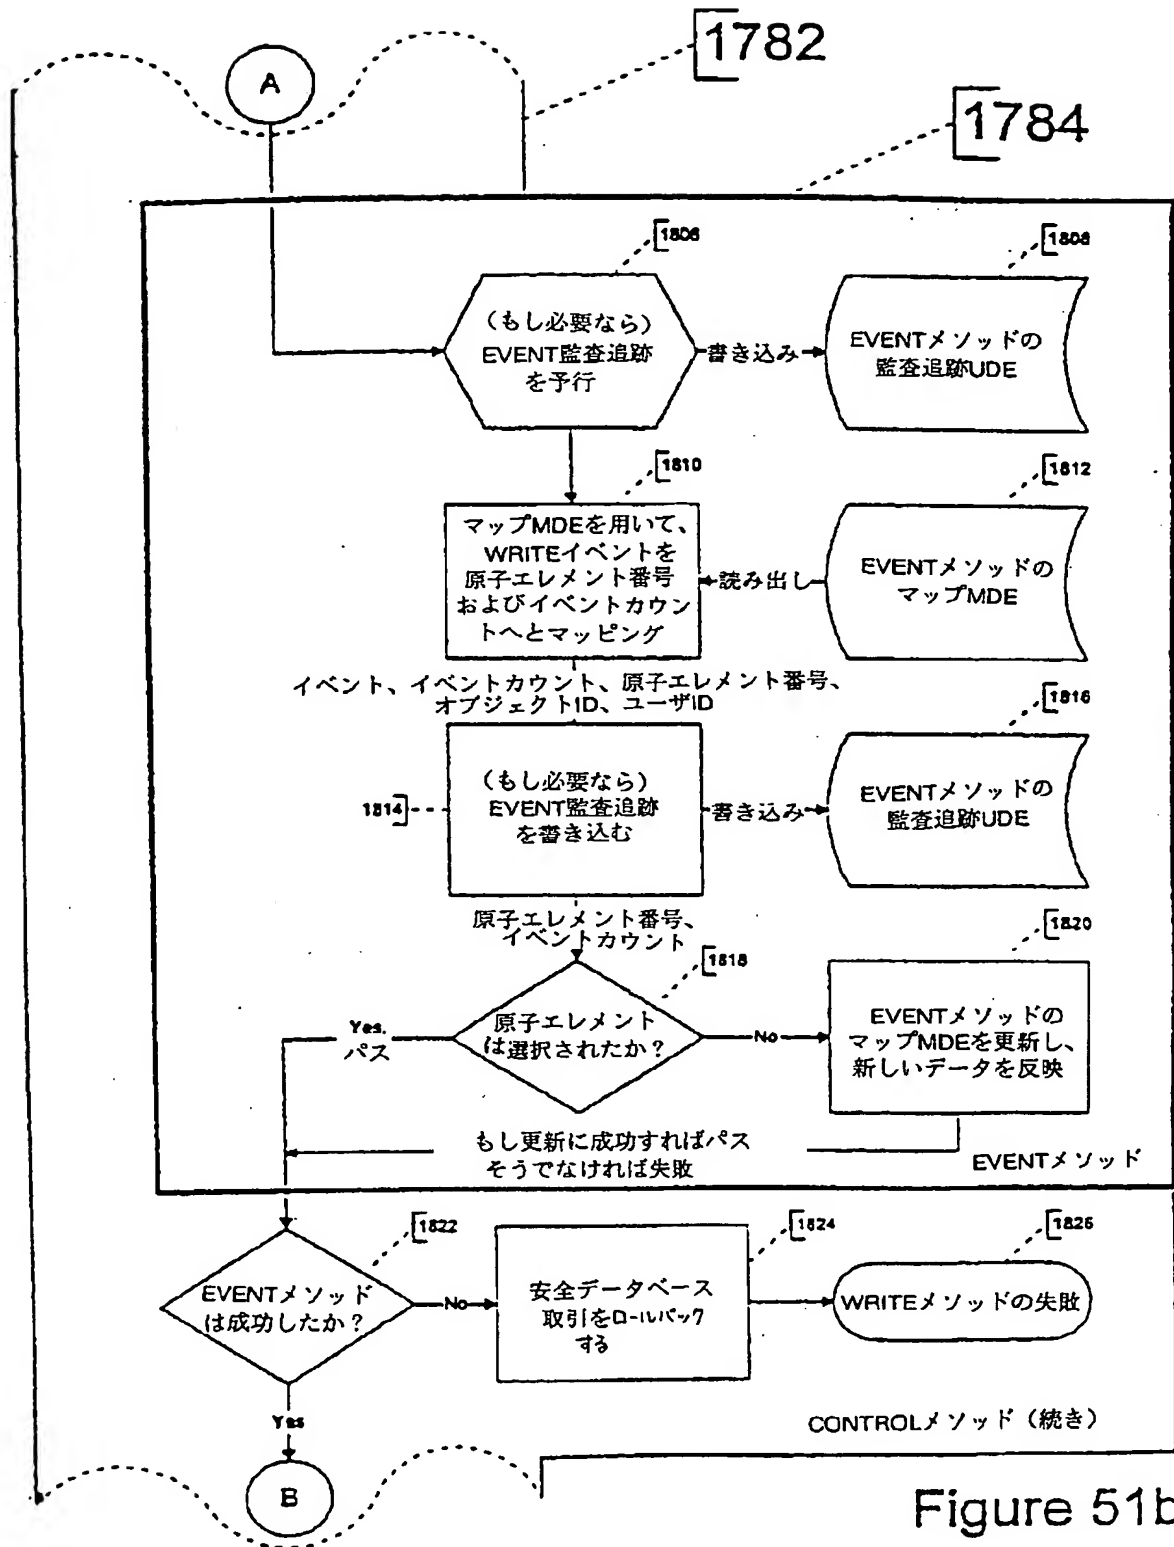 1782
A
1784
1806
1808
(もし必要なら)
EVENT監査追跡
を予行
書き込み
EVENTメソッドの
監査追跡UDE
1810
1812
マップMDEを用いて、
WRITEイベントを
原子エレメント番号
およびイベントカウン
トへとマッピング
読み出し
EVENTメソッドの
マップMDE
イベント、イベントカウント、原子エレメント番号、
オブジェクトID、ユーザID
1816
1814
(もし必要なら)
EVENT監査追跡
を書き込む
書き込み
EVENTメソッドの
監査追跡UDE
原子エレメント番号、
イベントカウント
1818
1820
Yes.
パス
原子エレメント
は選択されたか?
No
EVENTメソッドの
マップMDEを更新し、
新しいデータを反映
もし更新に成功すればパス
そうでなければ失敗
EVENTメソッド
1822
1824
1826
EVENTメソッド
は成功したか?
No
安全データベース
取引をロールバック
する
WRITEメソッドの失敗
Yes
CONTROLメソッド(続き)
B
Figure 51b